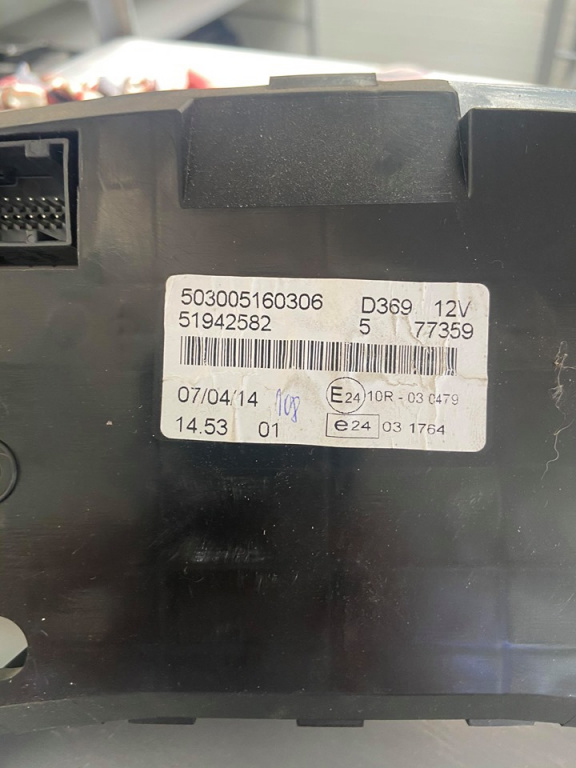 503005160306 D369 12V
51942582 5 77359
07/04/14 108 E24 10R - 03 0479
14.53 01 e24 03 1764